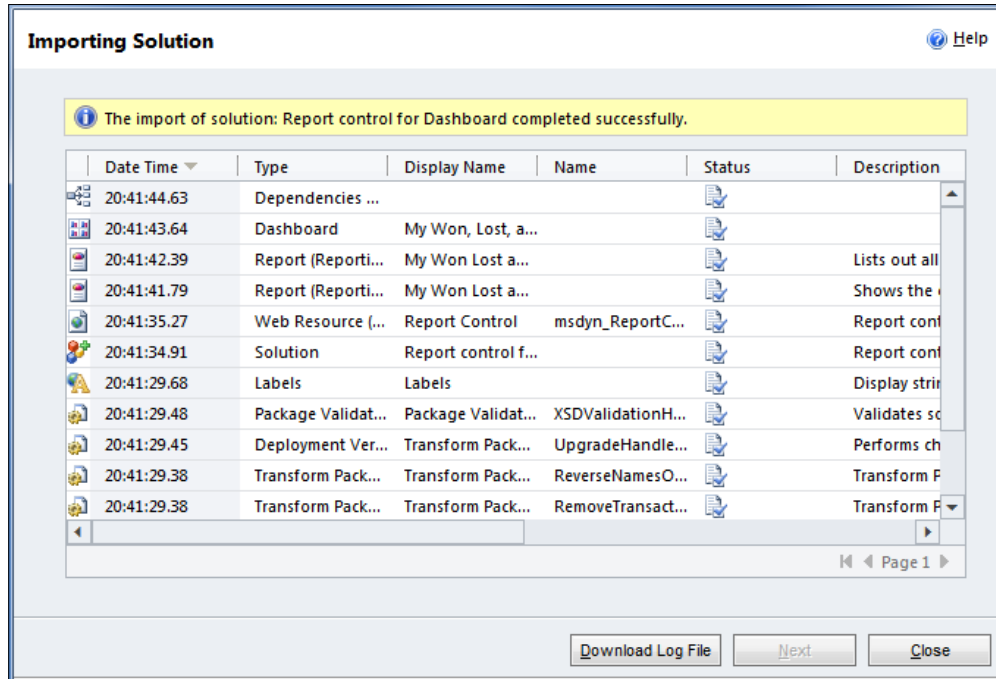 Importing Solution
Help
The import of solution: Report control for Dashboard completed successfully.
Date Time Type Display Name Name Status Description
20:41:44.63 Dependencies ...
20:41:43.64 Dashboard My Won, Lost, a...
20:41:42.39 Report (Reporti... My Won Lost a... Lists out all
20:41:41.79 Report (Reporti... My Won Lost a... Shows the
20:41:35.27 Web Resource (... Report Control msdyn_ReportC... Report cont
20:41:34.91 Solution Report control f... Report cont
20:41:29.68 Labels Labels Display strin
20:41:29.48 Package Validat... Package Validat... XSDValidationH... Validates sc
20:41:29.45 Deployment Ver... Transform Pack... UpgradeHandle... Performs ch
20:41:29.38 Transform Pack... Transform Pack... ReverseNamesO... Transform P
20:41:29.38 Transform Pack... Transform Pack... RemoveTransact... Transform P
Page 1
Download Log File Next Close